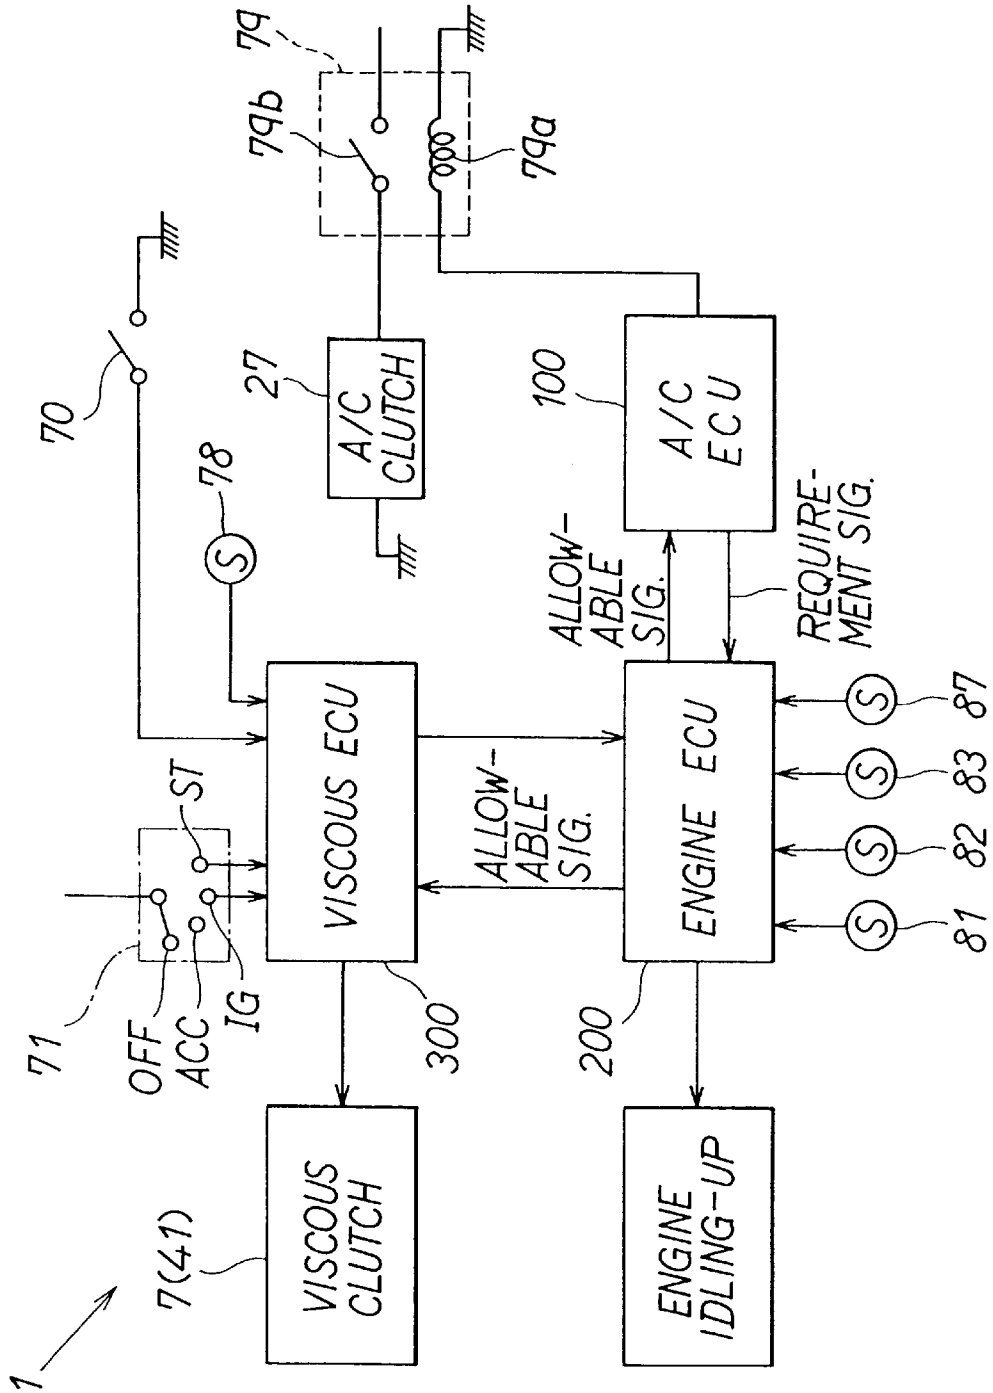 1
7(41)
VISCOUS
CLUTCH
ENGINE
IDLING-UP
71
OFF
ACC
IG
ST
300
VISCOUS ECU
200
ENGINE ECU
ALLOW-
ABLE
SIG.
81
S
82
S
83
S
87
S
70
78
S
27
A/C
CLUTCH
ALLOW-
ABLE
SIG.
REQUIRE-
MENT SIG.
100
A/C
ECU
79
79b
79a